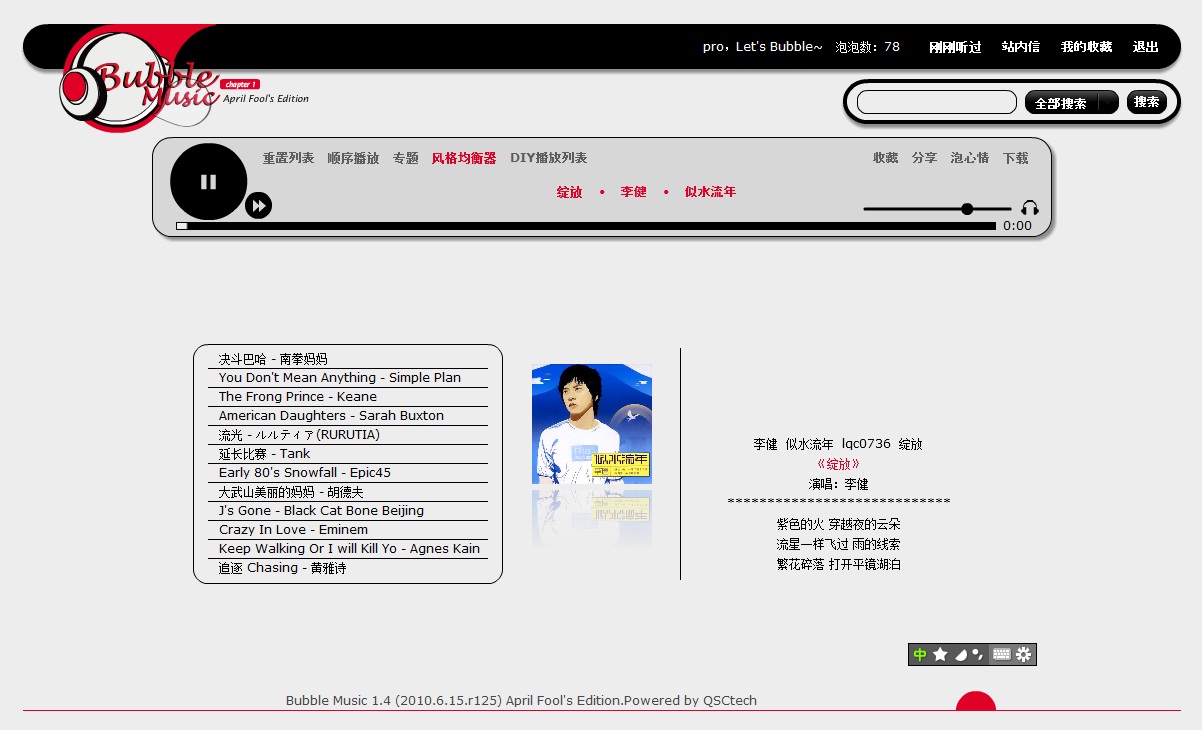 pro，Let's Bubble~ 泡泡数：78 刚刚听过 站内信 我的收藏 退出
Bubble
Music
chapter 1
April Fool's Edition
全部搜索 搜索
重置列表 顺序播放 专题 风格均衡器 DIY播放列表 收藏 分享 泡心情 下载
绽放 • 李健 • 似水流年
0:00
决斗巴哈 - 南拳妈妈
You Don't Mean Anything - Simple Plan
The Frong Prince - Keane
American Daughters - Sarah Buxton
流光 - ルルティア(RURUTIA)
延长比赛 - Tank
Early 80's Snowfall - Epic45
大武山美丽的妈妈 - 胡德夫
J's Gone - Black Cat Bone Beijing
Crazy In Love - Eminem
Keep Walking Or I will Kill Yo - Agnes Kain
追逐 Chasing - 黄雅诗
似水流年
李健 似水流年 lqc0736 绽放
《绽放》
演唱：李健
****************************
紫色的火 穿越夜的云朵
流星一样飞过 雨的线索
繁花碎落 打开平镜湖泊
中
Bubble Music 1.4 (2010.6.15.r125) April Fool's Edition.Powered by QSCtech